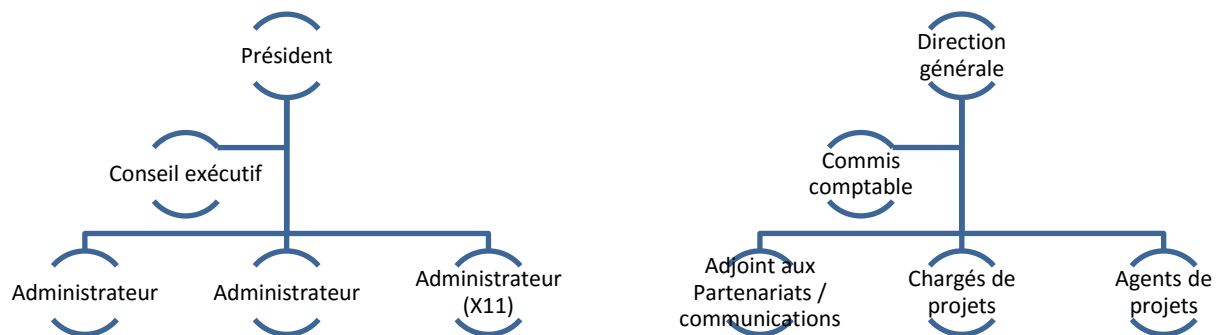 Président
Conseil exécutif
Administrateur
Administrateur
Administrateur
(X11)
Direction
générale
Commis
comptable
Adjoint aux
Partenariats /
communications
Chargés de
projets
Agents de
projets